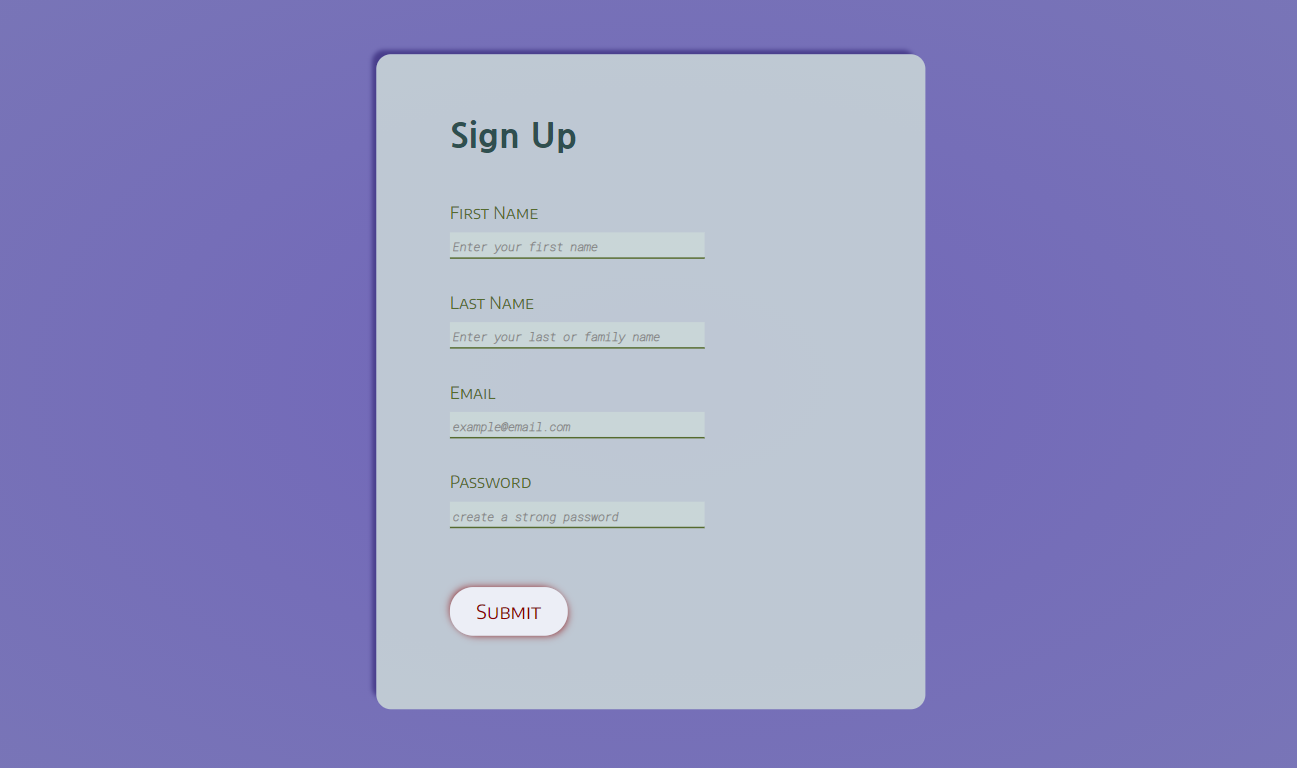 Sign Up
First Name
Enter your first name
Last Name
Enter your last or family name
Email
example@email.com
Password
create a strong password
Submit